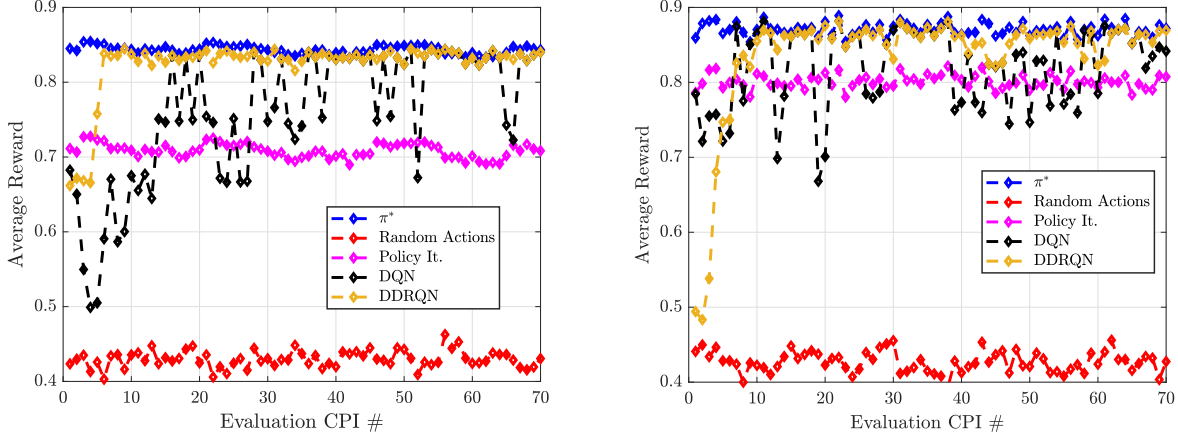 0.9
0.8
0.7
0.6
0.5
0.4
Average Reward
0 10 20 30 40 50 60 70
Evaluation CPI #
π*
Random Actions
Policy It.
DQN
DDRQN
0.9
0.8
0.7
0.6
0.5
0.4
Average Reward
0 10 20 30 40 50 60 70
Evaluation CPI #
π*
Random Actions
Policy It.
DQN
DDRQN